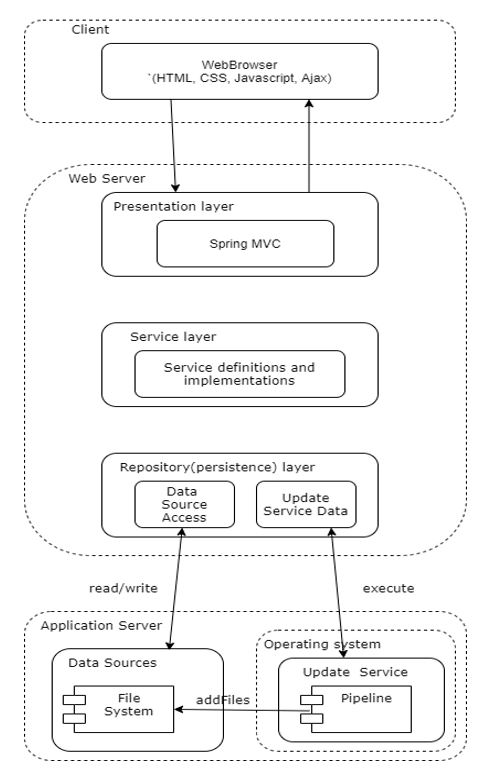 Client
WebBrowser
`(HTML, CSS, Javascript, Ajax)
Web Server
Presentation layer
Spring MVC
Service layer
Service definitions and
implementations
Repository(persistence) layer
Data
Source
Access
Update
Service Data
read/write
execute
Application Server
Operating system
Data Sources
File
System
addFiles
Update Service
Pipeline